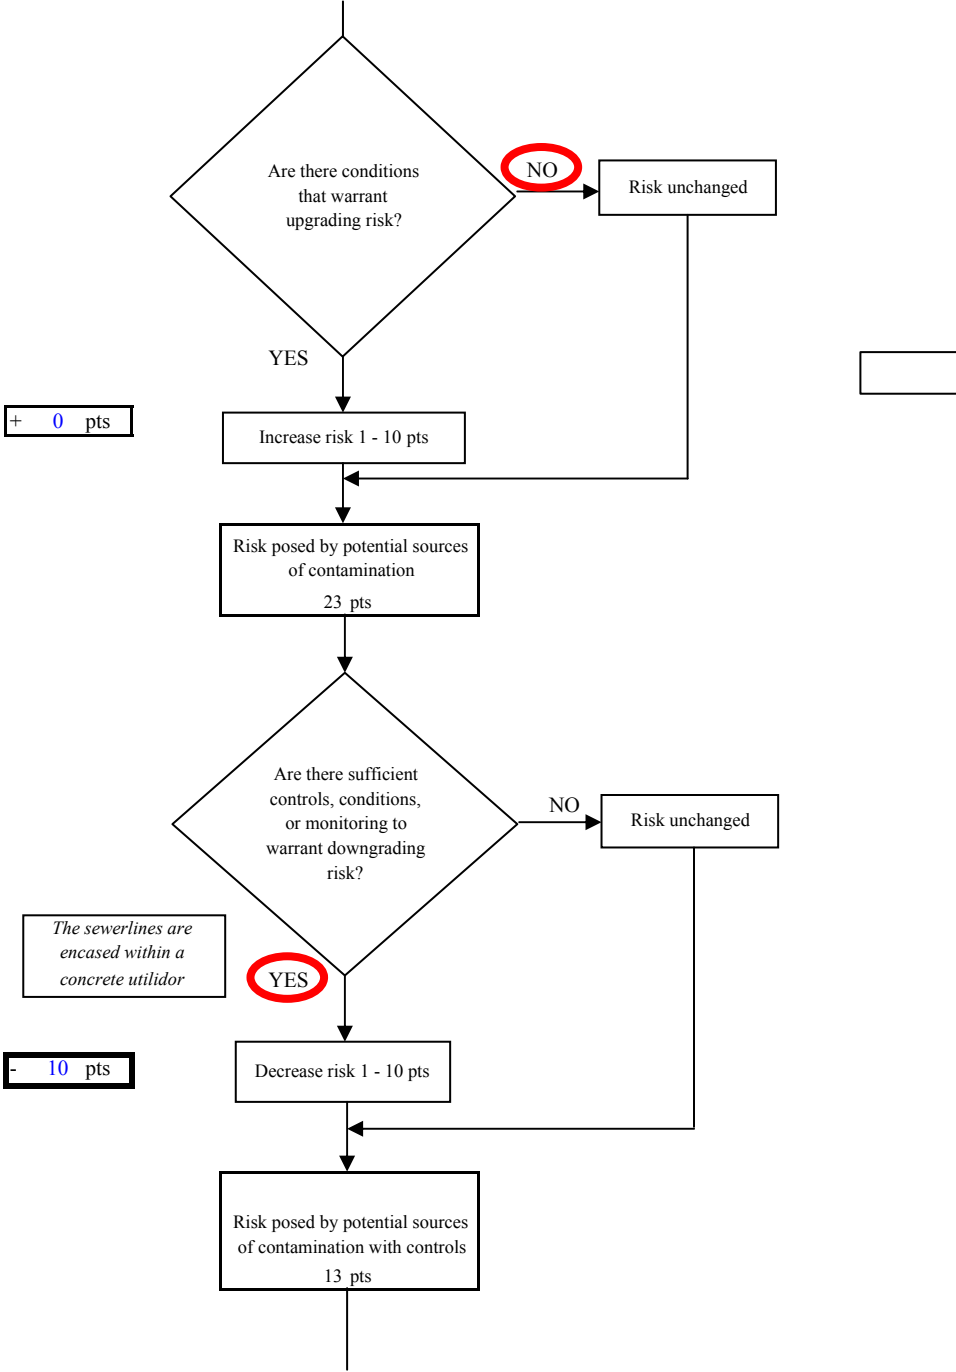 Are there conditions
that warrant
upgrading risk?
NO
Risk unchanged
YES
+ 0 pts
Increase risk 1 - 10 pts
Risk posed by potential sources
of contamination
23 pts
Are there sufficient
controls, conditions,
or monitoring to
warrant downgrading
risk?
NO
Risk unchanged
The sewerlines are
encased within a
concrete utilidor
YES
- 10 pts
Decrease risk 1 - 10 pts
Risk posed by potential sources
of contamination with controls
13 pts